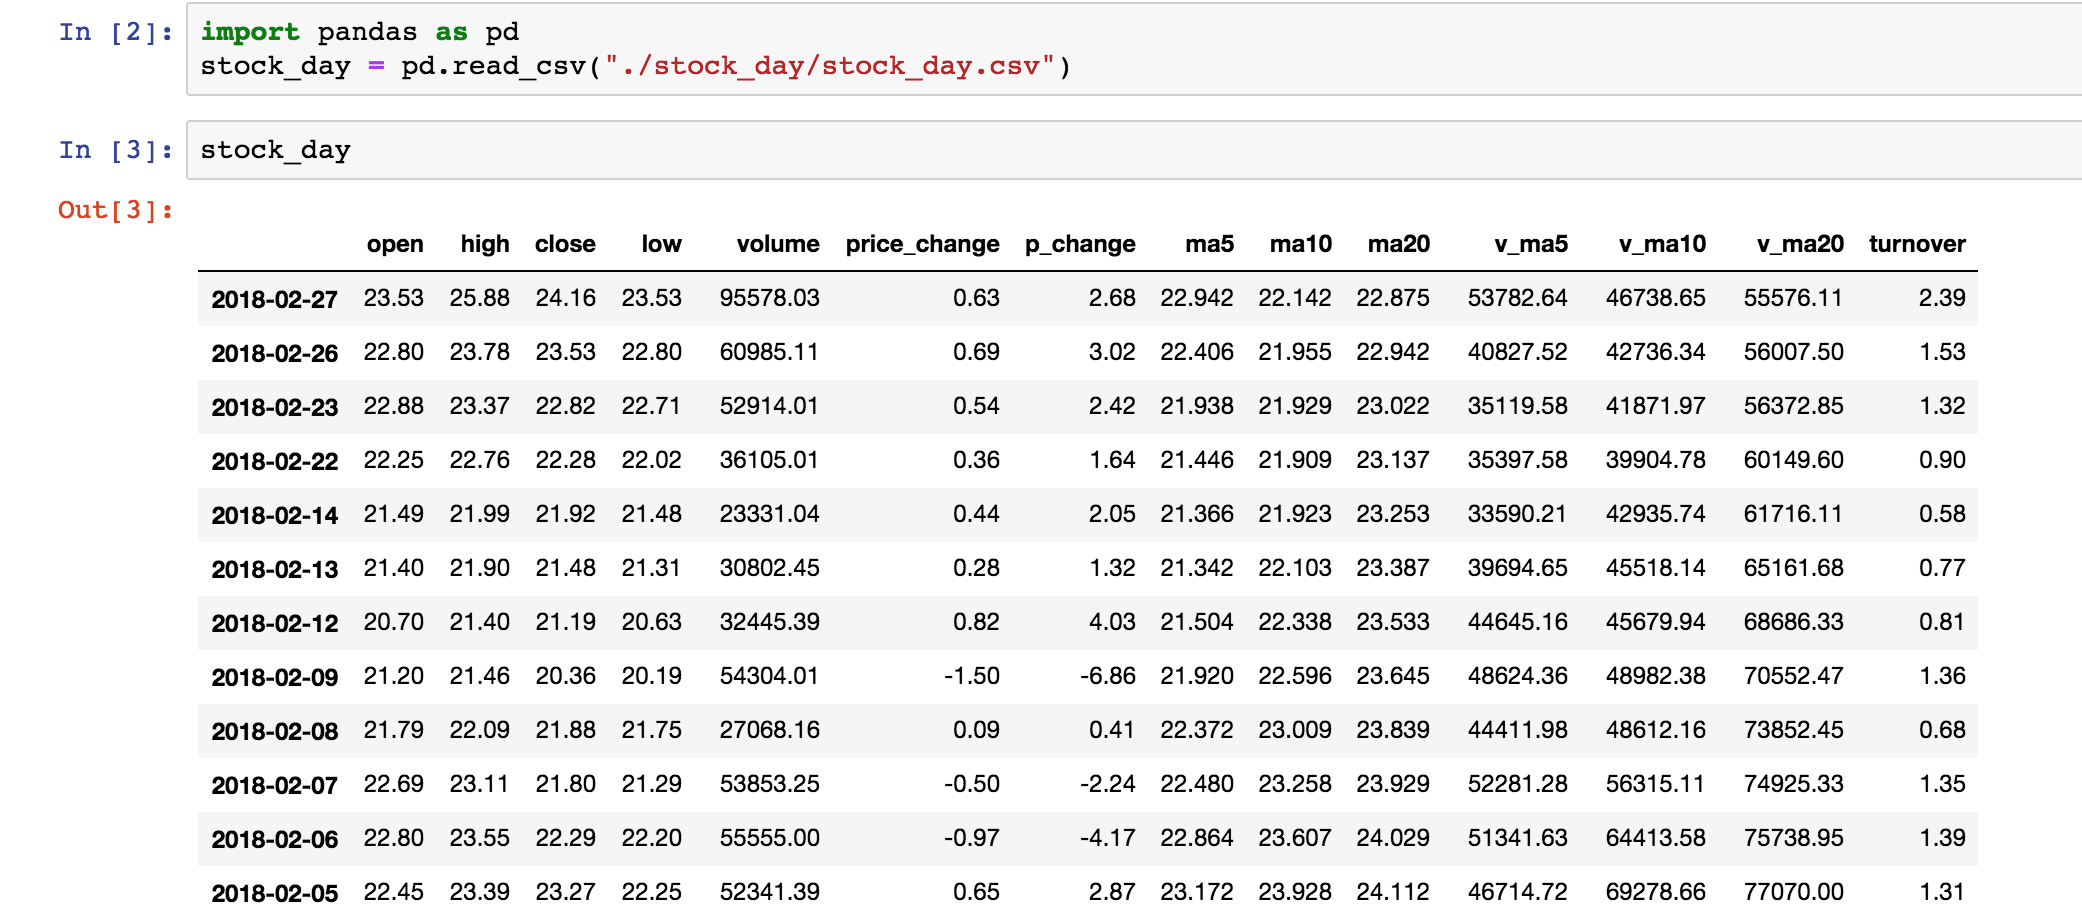 In [2]: import pandas as pd
stock_day = pd.read_csv("./stock_day/stock_day.csv")
In [3]: stock_day
Out[3]:
open high close low volume price_change p_change ma5 ma10 ma20 v_ma5 v_ma10 v_ma20 turnover
2018-02-27 23.53 25.88 24.16 23.53 95578.03 0.63 2.68 22.942 22.142 22.875 53782.64 46738.65 55576.11 2.39
2018-02-26 22.80 23.78 23.53 22.80 60985.11 0.69 3.02 22.406 21.955 22.942 40827.52 42736.34 56007.50 1.53
2018-02-23 22.88 23.37 22.82 22.71 52914.01 0.54 2.42 21.938 21.929 23.022 35119.58 41871.97 56372.85 1.32
2018-02-22 22.25 22.76 22.28 22.02 36105.01 0.36 1.64 21.446 21.909 23.137 35397.58 39904.78 60149.60 0.90
2018-02-14 21.49 21.99 21.92 21.48 23331.04 0.44 2.05 21.366 21.923 23.253 33590.21 42935.74 61716.11 0.58
2018-02-13 21.40 21.90 21.48 21.31 30802.45 0.28 1.32 21.342 22.103 23.387 39694.65 45518.14 65161.68 0.77
2018-02-12 20.70 21.40 21.19 20.63 32445.39 0.82 4.03 21.504 22.338 23.533 44645.16 45679.94 68686.33 0.81
2018-02-09 21.20 21.46 20.36 20.19 54304.01 -1.50 -6.86 21.920 22.596 23.645 48624.36 48982.38 70552.47 1.36
2018-02-08 21.79 22.09 21.88 21.75 27068.16 0.09 0.41 22.372 23.009 23.839 44411.98 48612.16 73852.45 0.68
2018-02-07 22.69 23.11 21.80 21.29 53853.25 -0.50 -2.24 22.480 23.258 23.929 52281.28 56315.11 74925.33 1.35
2018-02-06 22.80 23.55 22.29 22.20 55555.00 -0.97 -4.17 22.864 23.607 24.029 51341.63 64413.58 75738.95 1.39
2018-02-05 22.45 23.39 23.27 22.25 52341.39 0.65 2.87 23.172 23.928 24.112 46714.72 69278.66 77070.00 1.31